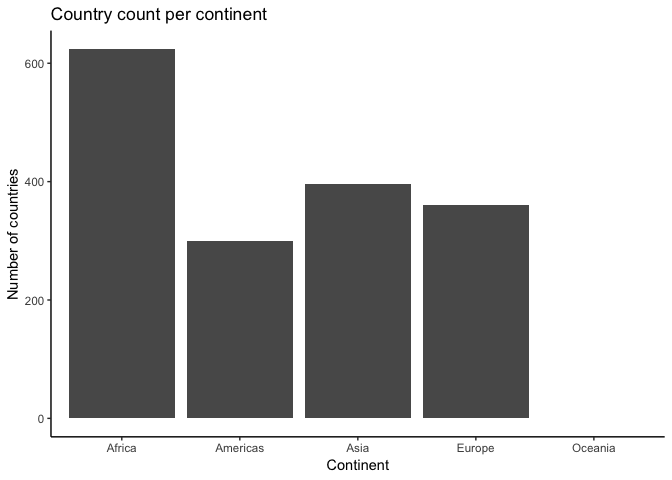 Country count per continent
Number of countries
600
400
200
0
Africa Americas Asia Europe Oceania
Continent